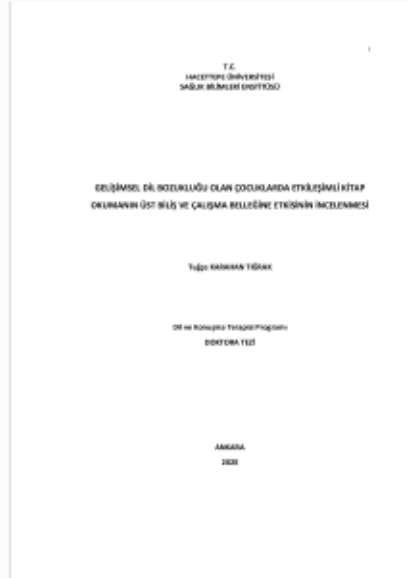 i
T.C.
HACETTEPE ÜNİVERSİTESİ
SAĞLIK BİLİMLERİ ENSTİTÜSÜ
GELİŞİMSEL DİL BOZUKLUĞU OLAN ÇOCUKLARDA ETKİLEŞİMLİ KİTAP
OKUMANIN ÜST BİLİŞ VE ÇALIŞMA BELLEĞİNE ETKİSİNİN İNCELENMESİ
Tuğçe KARAHAN TIĞRAK
Dil ve Konuşma Terapisi Programı
DOKTORA TEZİ
ANKARA
2020